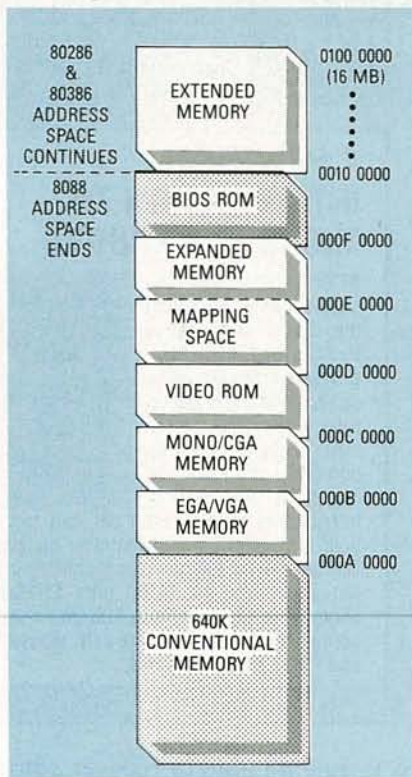 80286
&
80386
ADDRESS
SPACE
CONTINUES
8088
ADDRESS
SPACE
ENDS
EXTENDED
MEMORY
0100 0000
(16 MB)
0010 0000
BIOS ROM
000F 0000
EXPANDED
MEMORY
000E 0000
MAPPING
SPACE
000D 0000
VIDEO ROM
000C 0000
MONO/CGA
MEMORY
000B 0000
EGA/VGA
MEMORY
000A 0000
640K
CONVENTIONAL
MEMORY